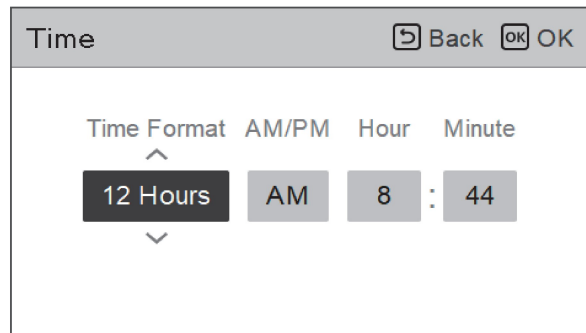 Time Back OK OK
Time Format AM/PM Hour Minute
12 Hours AM 8 : 44